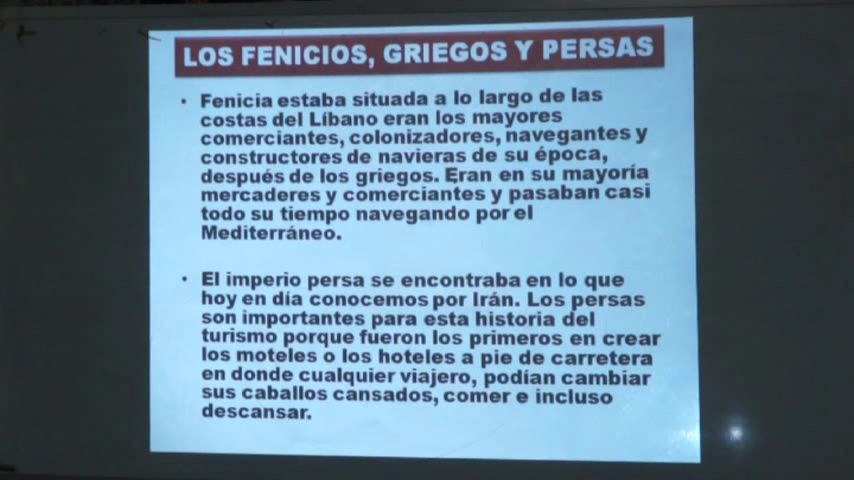 LOS FENICIOS, GRIEGOS Y PERSAS
• Fenicia estaba situada a lo largo de las
costas del Líbano eran los mayores
comerciantes, colonizadores, navegantes y
constructores de navieras de su época,
después de los griegos. Eran en su mayoría
mercaderes y comerciantes y pasaban casi
todo su tiempo navegando por el
Mediterráneo.
• El imperio persa se encontraba en lo que
hoy en día conocemos por Irán. Los persas
son importantes para esta historia del
turismo porque fueron los primeros en crear
los moteles o los hoteles a pie de carretera
en donde cualquier viajero, podían cambiar
sus caballos cansados, comer e incluso
descansar.